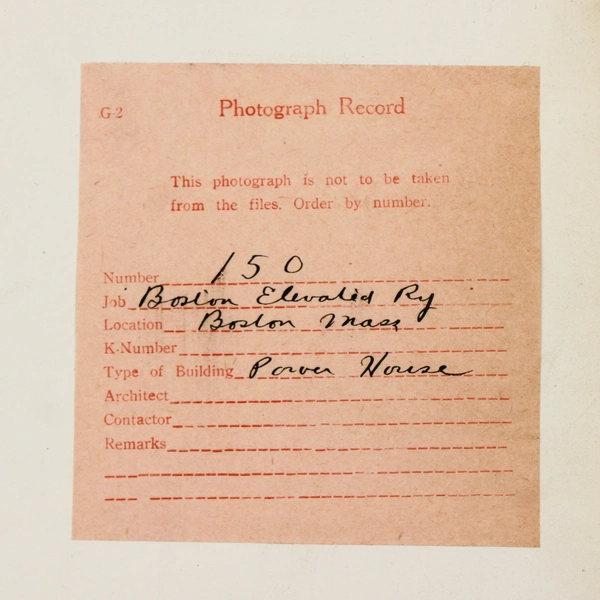 G-2
Photograph Record
This photograph is not to be taken
from the files. Order by number.
Number 150
Job Boston Elevated Ry
Location Boston Mass
K-Number
Type of Building Power House
Architect
Contactor
Remarks